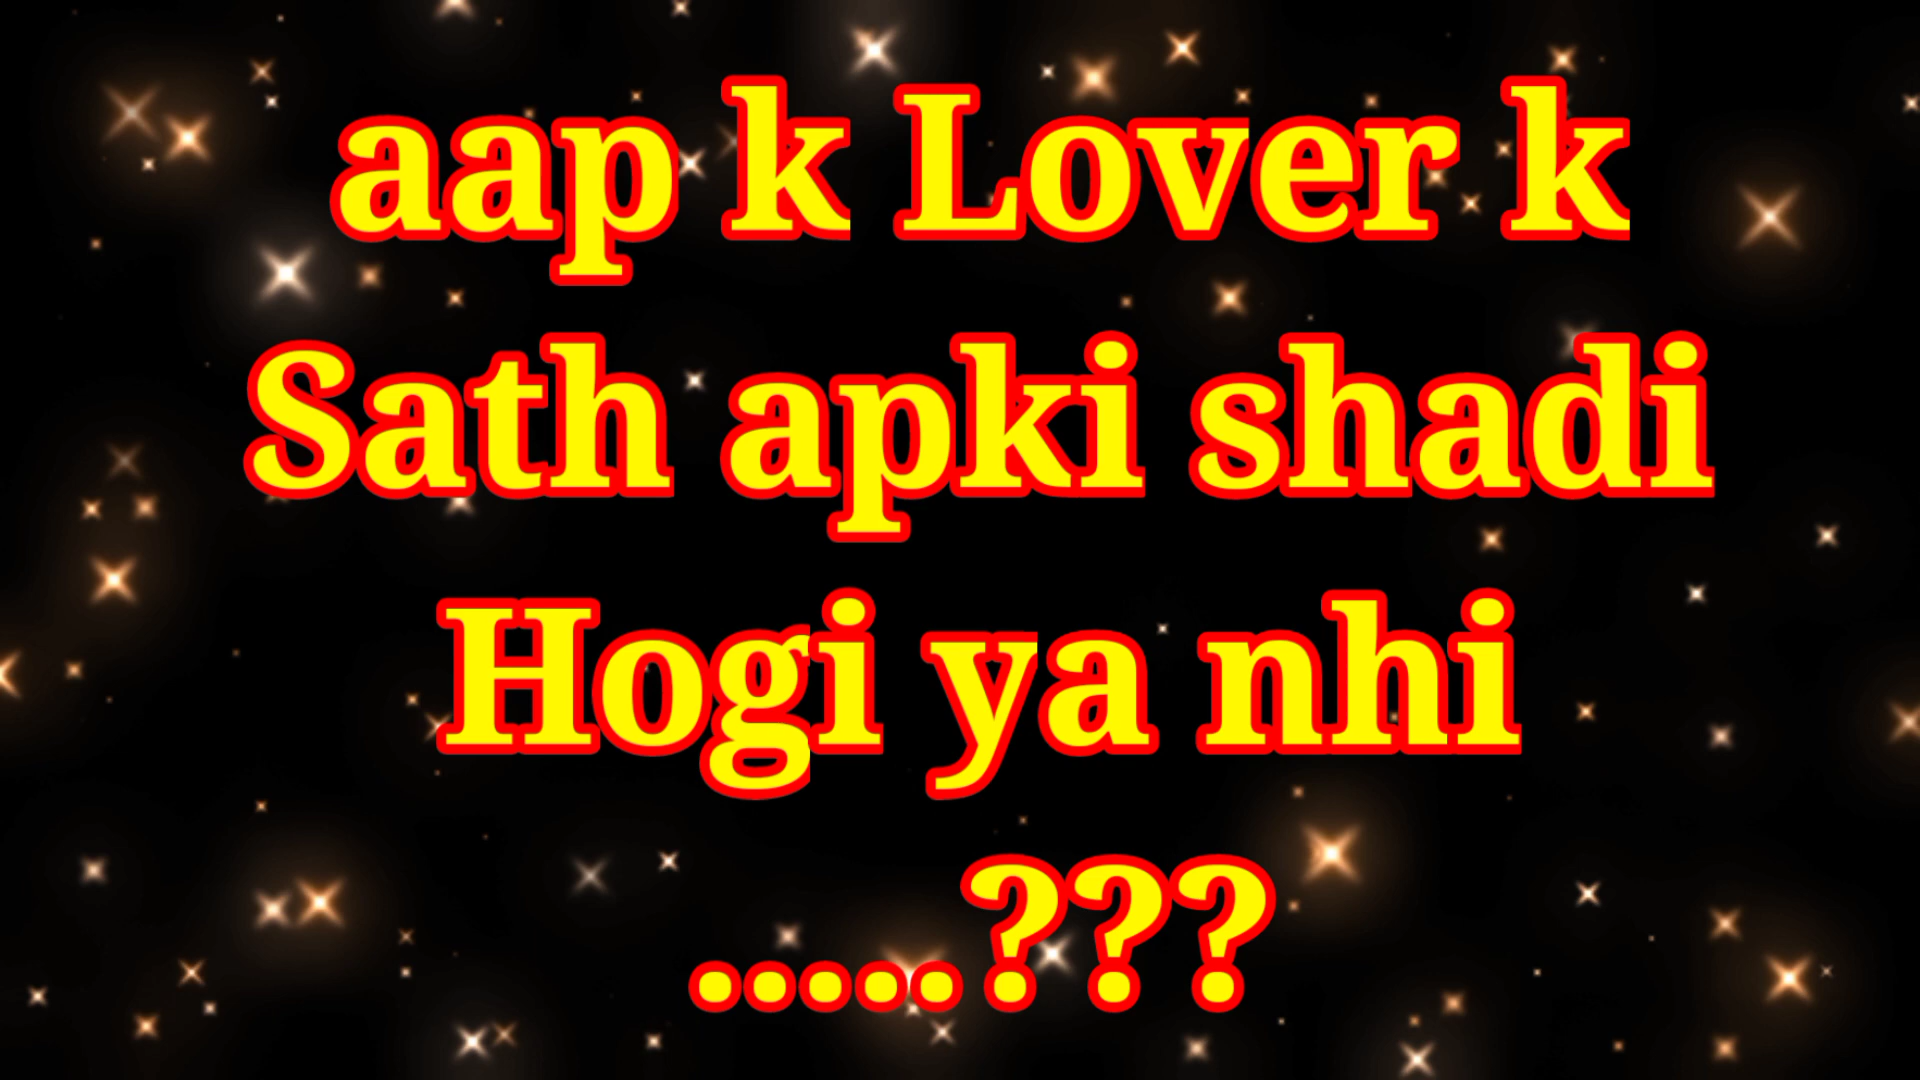 aap k Lover k
Sath apki shadi
Hogi ya nhi
.....???